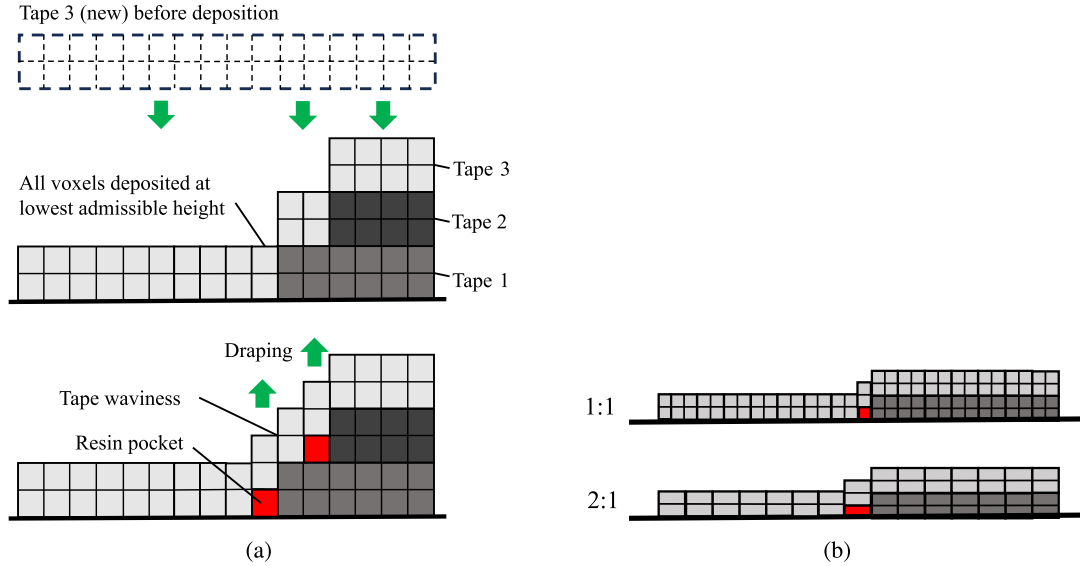 Tape 3 (new) before deposition
All voxels deposited at
lowest admissible height
Tape 3
Tape 2
Tape 1
Draping
Tape waviness
Resin pocket
(a)
1:1
2:1
(b)